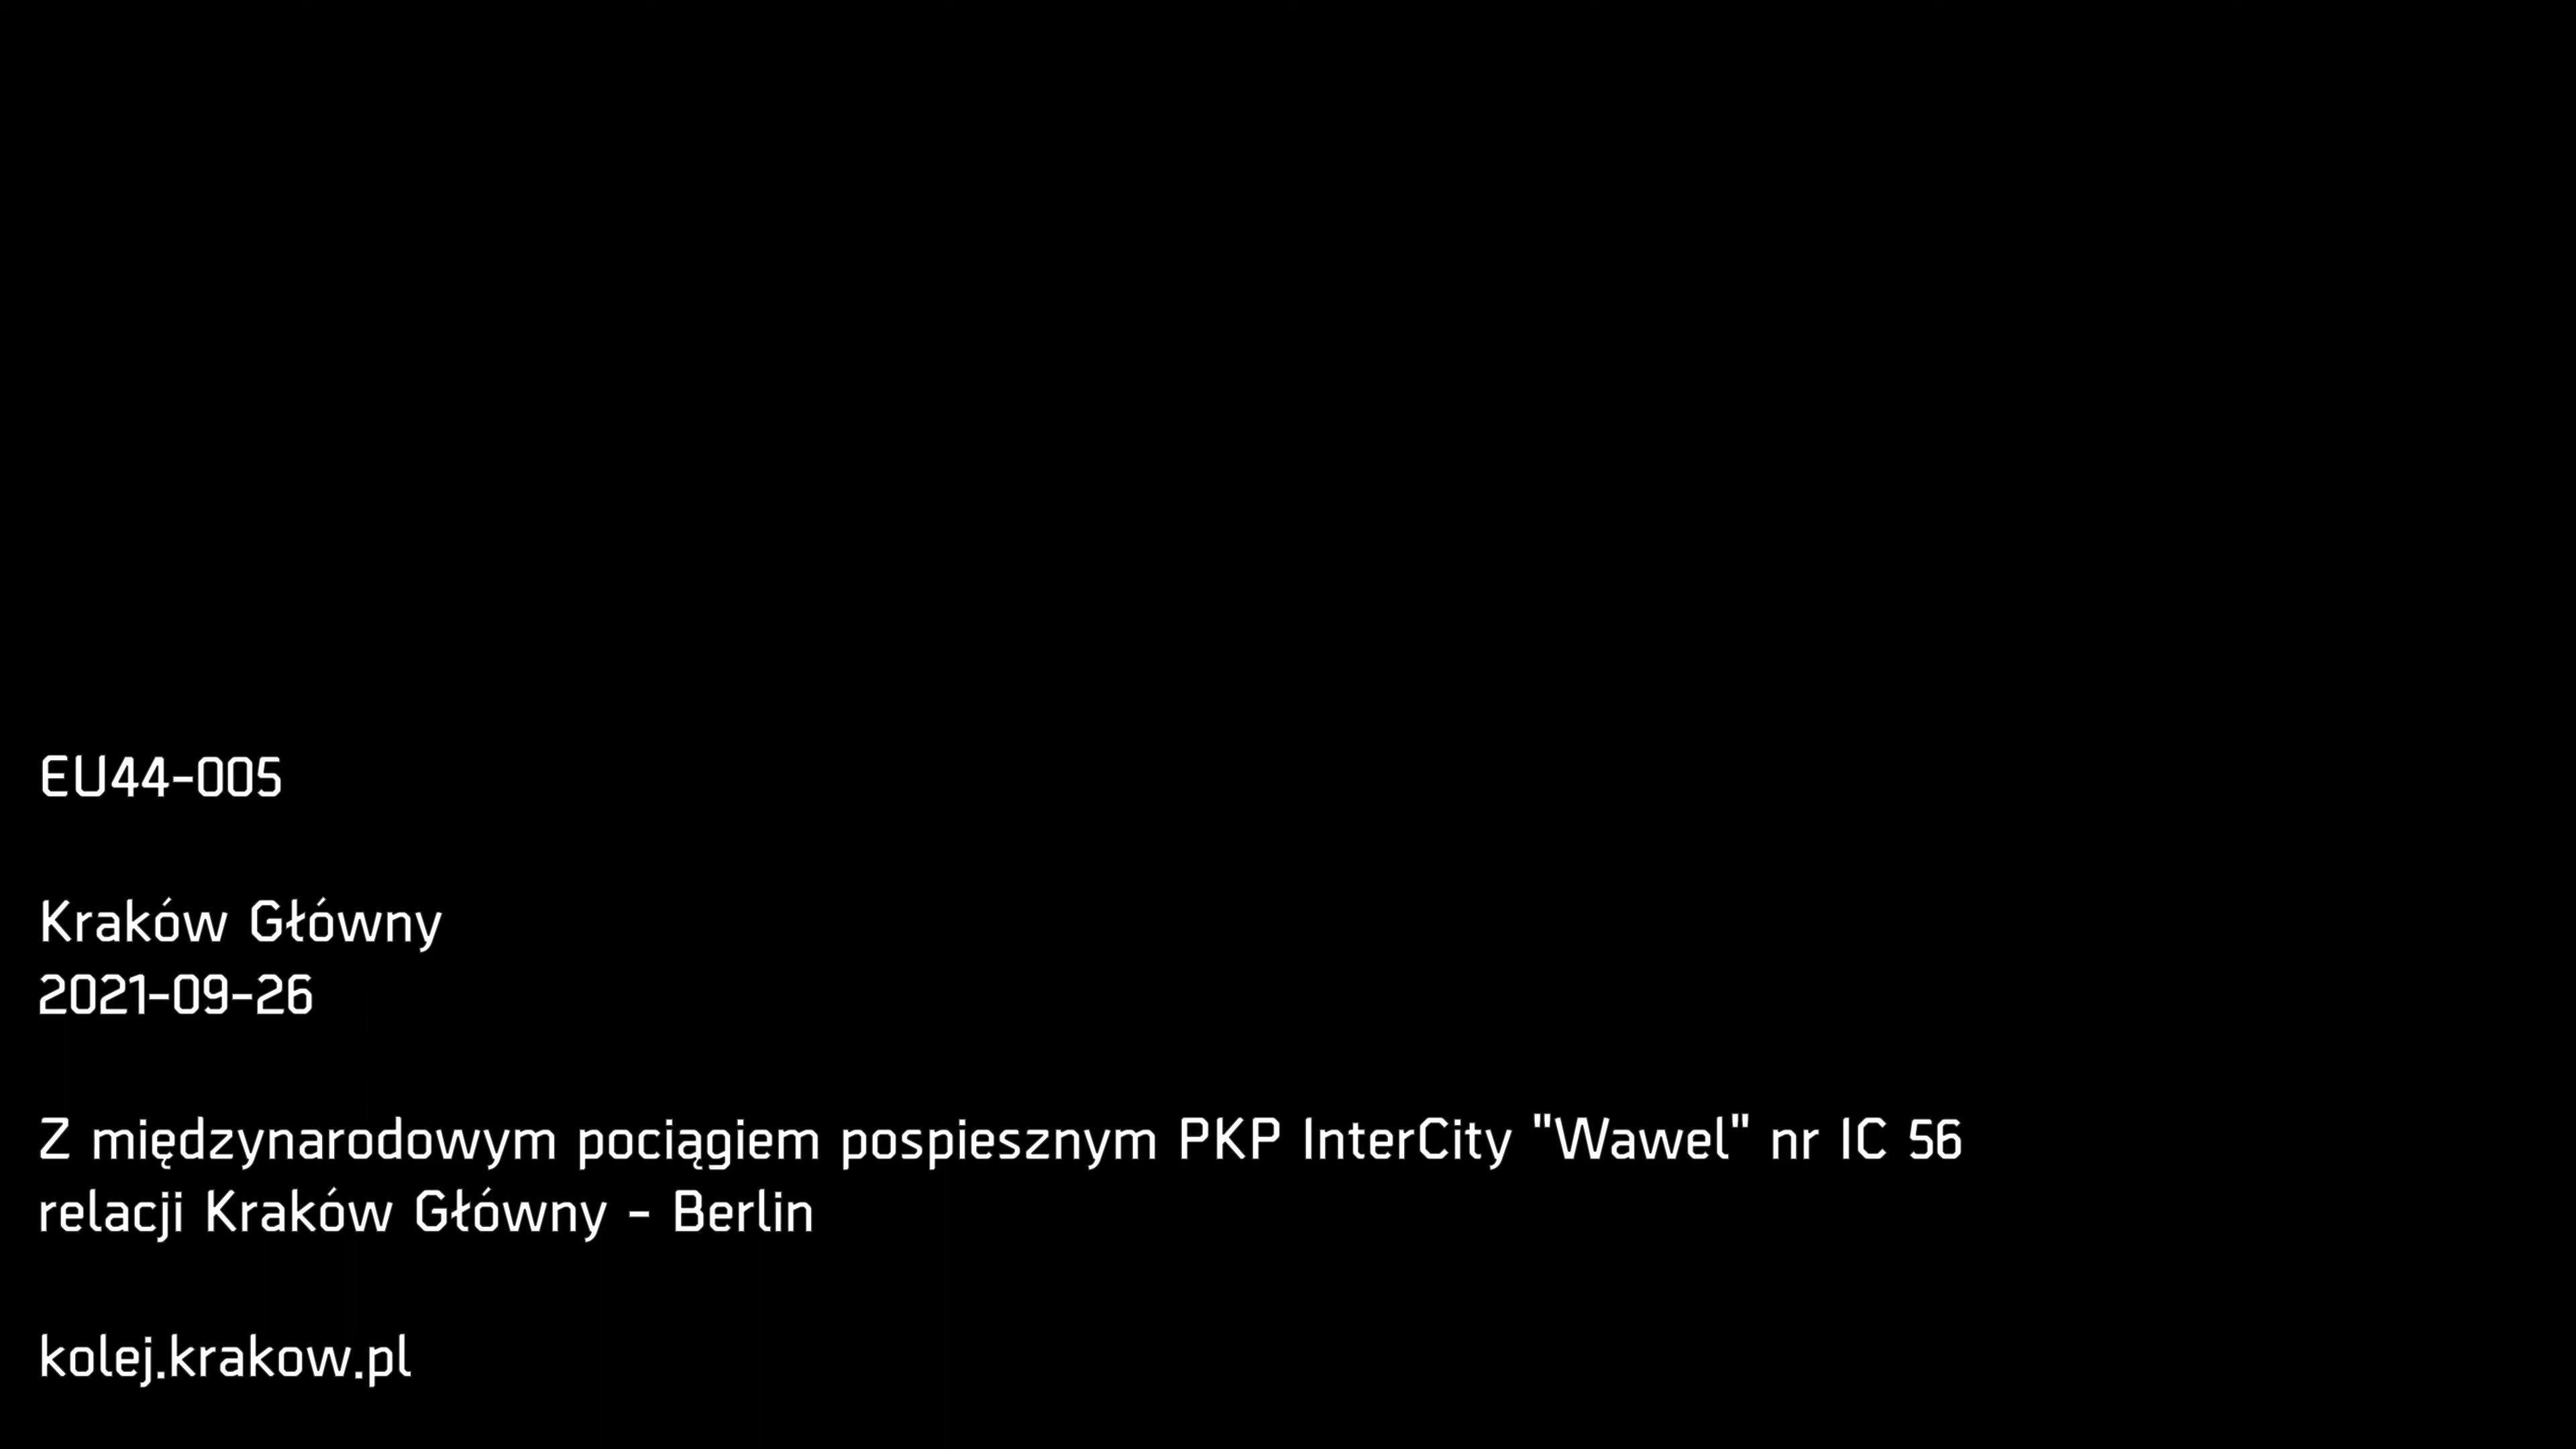 EU44-005
Kraków Główny
2021-09-26
Z międzynarodowym pociągiem pospiesznym PKP InterCity "Wawel" nr IC 56
relacji Kraków Główny - Berlin
kolej.krakow.pl